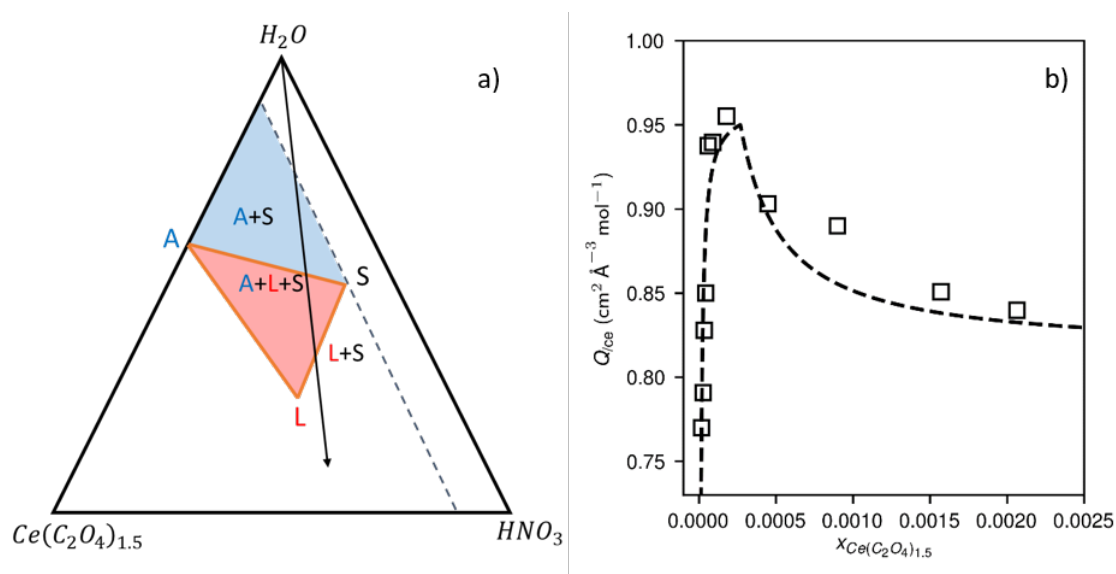 H₂O
a)
A+S
A
S
A+L+S
L+S
L
Ce(C₂O₄)₁.₅
HNO₃
b)
1.00
0.95
0.90
0.85
0.80
0.75
Q/ce (cm² Å⁻³ mol⁻¹)
0.0000 0.0005 0.0010 0.0015 0.0020 0.0025
xCe(C₂O₄)₁.₅